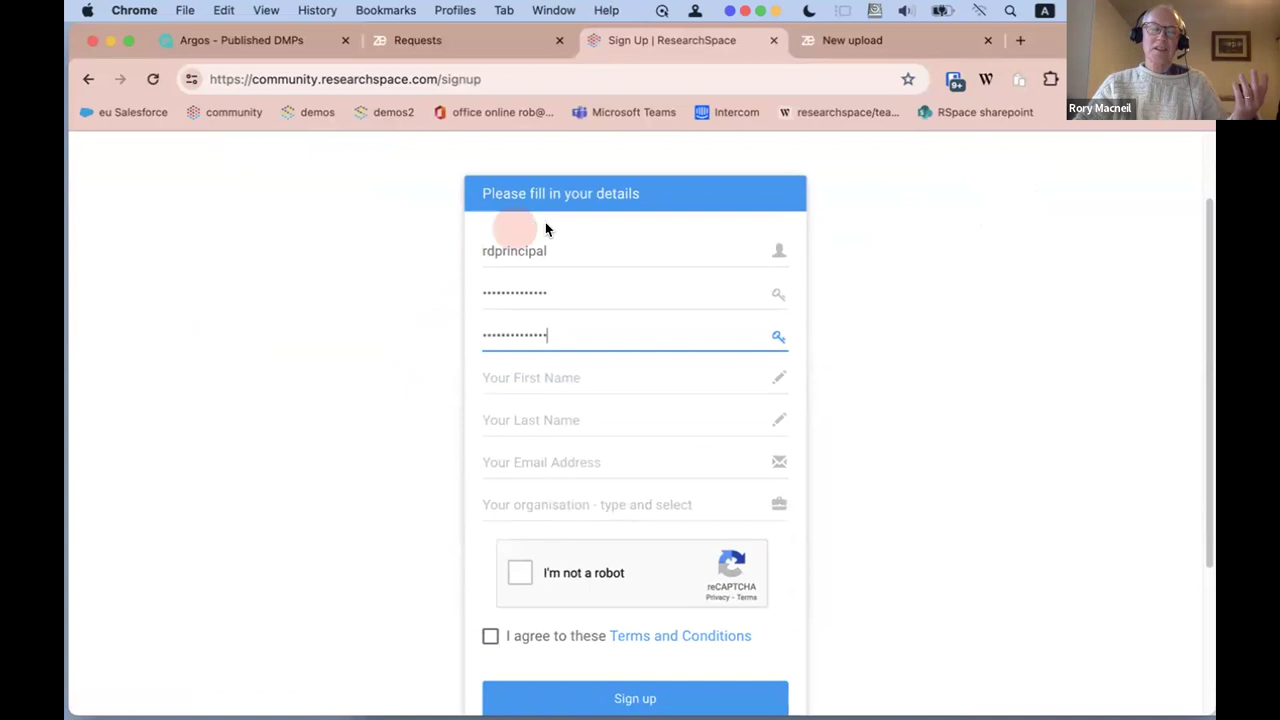 Chrome File Edit View History Bookmarks Profiles Tab Window Help A
Argos - Published DMPs Requests Sign Up | ResearchSpace New upload
https://community.researchspace.com/signup 9+ W
eu Salesforce community demos demos2 office online rob@... Microsoft Teams Intercom W researchspace/tea... RSpace sharepoint
Rory Macneil
Please fill in your details
rdprincipal
Your First Name
Your Last Name
Your Email Address
Your organisation - type and select
I'm not a robot
reCAPTCHA
Privacy - Terms
I agree to these Terms and Conditions
Sign up